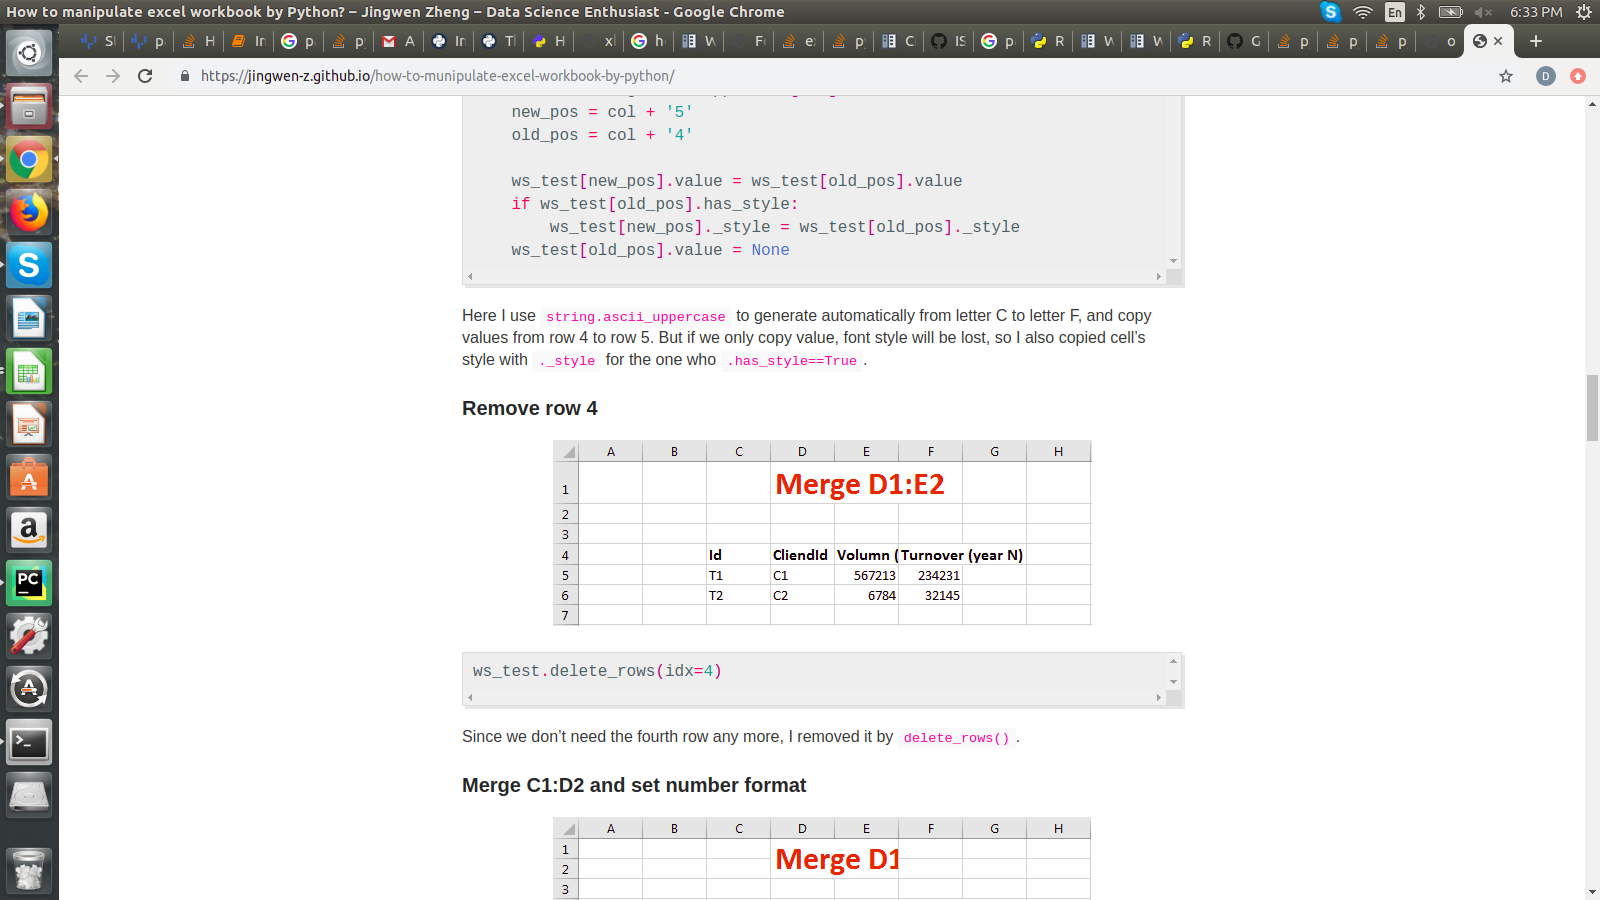 How to manipulate excel workbook by Python? – Jingwen Zheng – Data Science Enthusiast - Google Chrome
En
6:33 PM
https://jingwen-z.github.io/how-to-munipulate-excel-workbook-by-python/
D
new_pos = col + '5'
old_pos = col + '4'
ws_test[new_pos].value = ws_test[old_pos].value
if ws_test[old_pos].has_style:
ws_test[new_pos]._style = ws_test[old_pos]._style
ws_test[old_pos].value = None
Here I use string.ascii_uppercase to generate automatically from letter C to letter F, and copy
values from row 4 to row 5. But if we only copy value, font style will be lost, so I also copied cell’s
style with ._style for the one who .has_style==True .
Remove row 4
A B C D E F G H
1 Merge D1:E2
2
3
4 Id CliendId Volumn ( Turnover (year N)
5 T1 C1 567213 234231
6 T2 C2 6784 32145
7
ws_test.delete_rows(idx=4)
Since we don’t need the fourth row any more, I removed it by delete_rows() .
Merge C1:D2 and set number format
A B C D E F G H
1 Merge D1
2
3